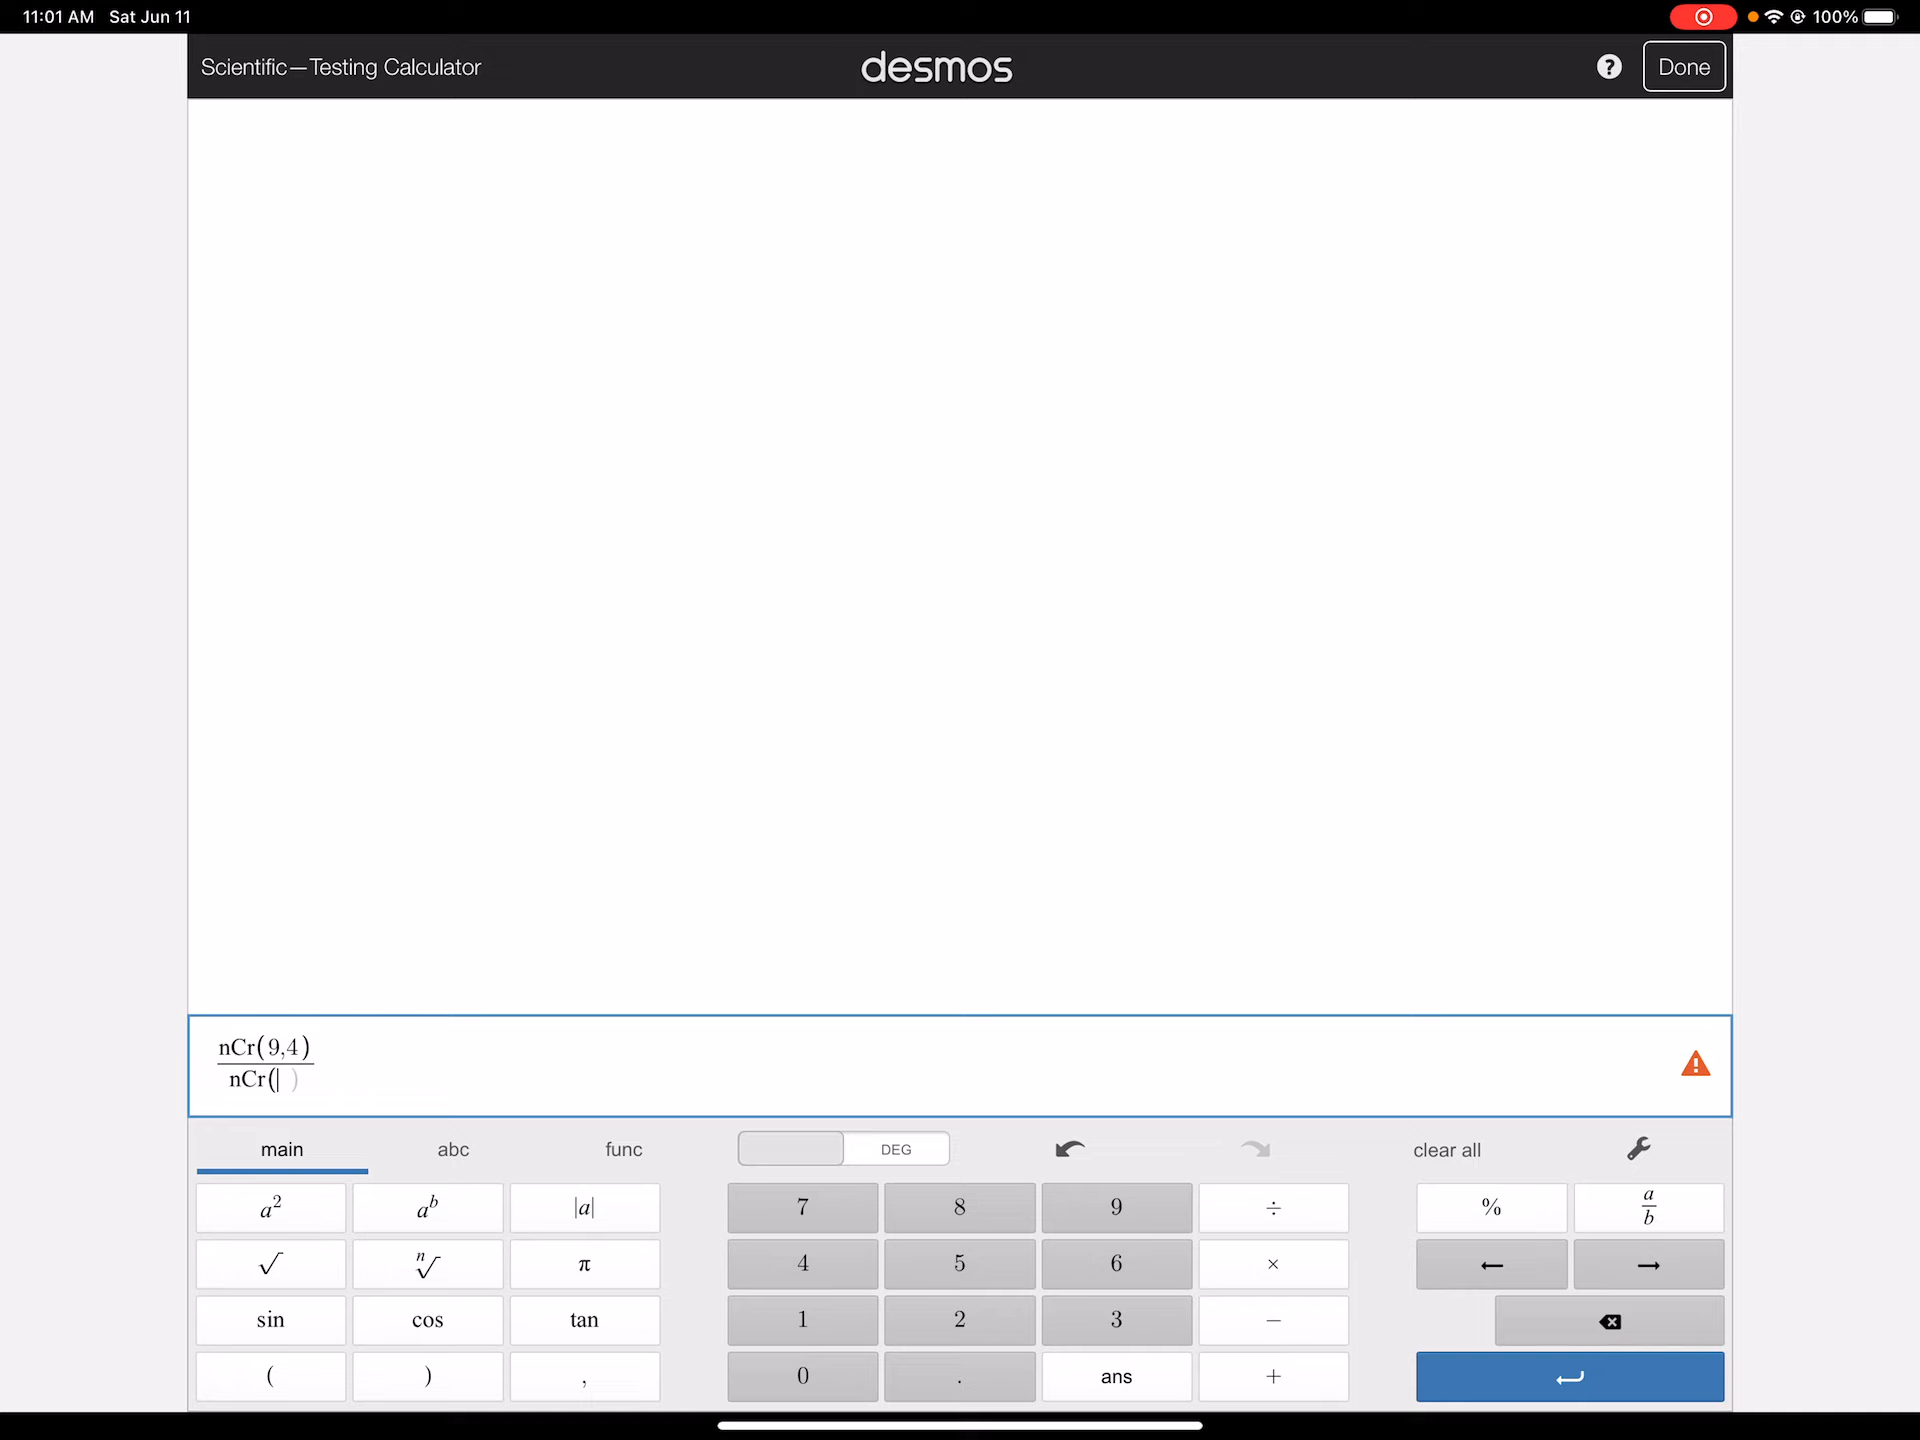 11:01 AM Sat Jun 11
100%
Scientific—Testing Calculator
desmos
?
Done
nCr(9,4)
nCr( )
main
abc
func
DEG
clear all
a²
aᵇ
|a|
7
8
9
÷
%
a
b
√
ⁿ√
π
4
5
6
×
←
→
sin
cos
tan
1
2
3
−
(
)
,
0
.
ans
+